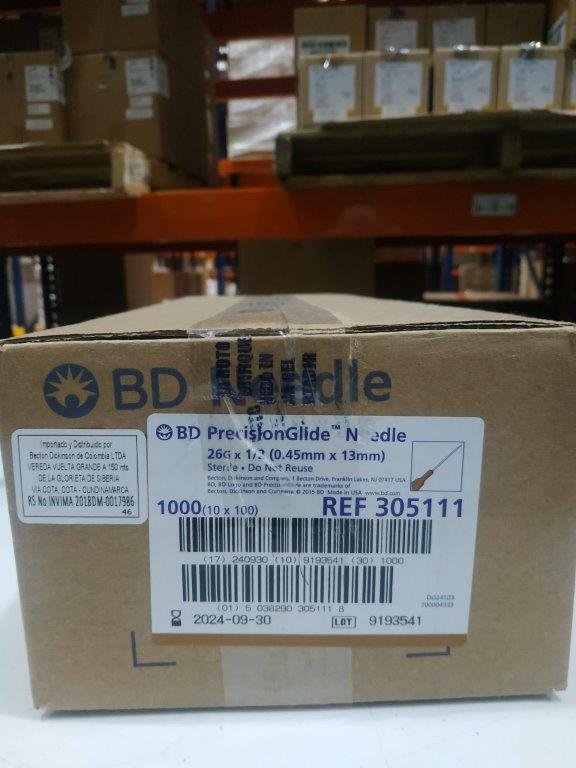 BD Needle
Importado y Distribuido por:
Becton Dickinson de Colombia LTDA
VEREDA VUELTA GRANDE A 150 mts
DE LA GLORIETA DE SIBERIA
VIA COTA, COTA - CUNDINAMARCA
RS No INVIMA 2018DM-0017986
46
BD PrecisionGlide™ Needle
26G x 1/2 (0.45mm x 13mm)
Sterile • Do Not Reuse
Becton, Dickinson and Company, 1 Becton Drive, Franklin Lakes, NJ 07417 USA
BD, BD Logo and BD PrecisionGlide are trademarks of
Becton, Dickinson and Company. © 2015 BD Made in USA www.bd.com
1000 (10 x 100)
REF 305111
(17) 240930 (10) 9193541 (30) 1000
(01) 5 038290 305111 8
DG24503
700004333
2024-09-30
LOT 9193541